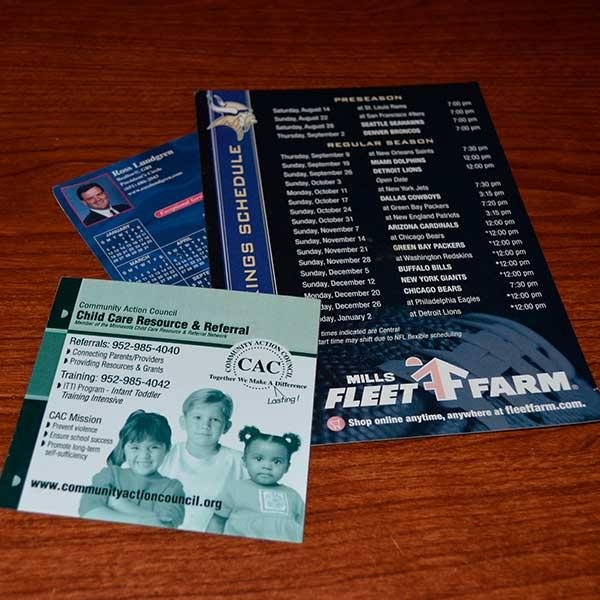 PRESEASON
Saturday, August 14 at St. Louis Rams 7:00 pm
Sunday, August 22 at San Francisco 49ers 7:00 pm
Saturday, August 28 SEATTLE SEAHAWKS 7:00 pm
Thursday, September 2 DENVER BRONCOS 7:00 pm
REGULAR SEASON
Thursday, September 9 at New Orleans Saints 7:30 pm
Sunday, September 19 MIAMI DOLPHINS *12:00 pm
Sunday, September 26 DETROIT LIONS *12:00 pm
Sunday, October 3 Open Date
Monday, October 11 at New York Jets 7:30 pm
Sunday, October 17 DALLAS COWBOYS 3:15 pm
Sunday, October 24 at Green Bay Packers 7:20 pm
Sunday, October 31 at New England Patriots 3:15 pm
Sunday, November 7 ARIZONA CARDINALS *12:00 pm
Sunday, November 14 at Chicago Bears *12:00 pm
Sunday, November 21 GREEN BAY PACKERS *12:00 pm
Sunday, November 28 at Washington Redskins *12:00 pm
Sunday, December 5 BUFFALO BILLS *12:00 pm
Sunday, December 12 NEW YORK GIANTS *12:00 pm
Monday, December 20 CHICAGO BEARS 7:30 pm
Sunday, December 26 at Philadelphia Eagles *12:00 pm
Sunday, January 2 at Detroit Lions *12:00 pm
times indicated are Central
start time may shift due to NFL flexible scheduling
INGS SCHEDULE
MILLS
FLEET FARM
Shop online anytime, anywhere at fleetfarm.com.
Ross Lundgren
Realtor, GRI
President's Circle
Exceptional
JANUARY
MARCH
APRIL
Community Action Council
Child Care Resource & Referral
Member of the Minnesota Child Care Resource & Referral Network
Referrals: 952-985-4040
Connecting Parents/Providers
Providing Resources & Grants
Training: 952-985-4042
ITTI Program - Infant Toddler
Training Intensive
CAC Mission
Prevent violence
Ensure school success
Promote long-term
self-sufficiency
COMMUNITY ACTION COUNCIL
CAC
Together We Make A Difference
Lasting!
www.communityactioncouncil.org